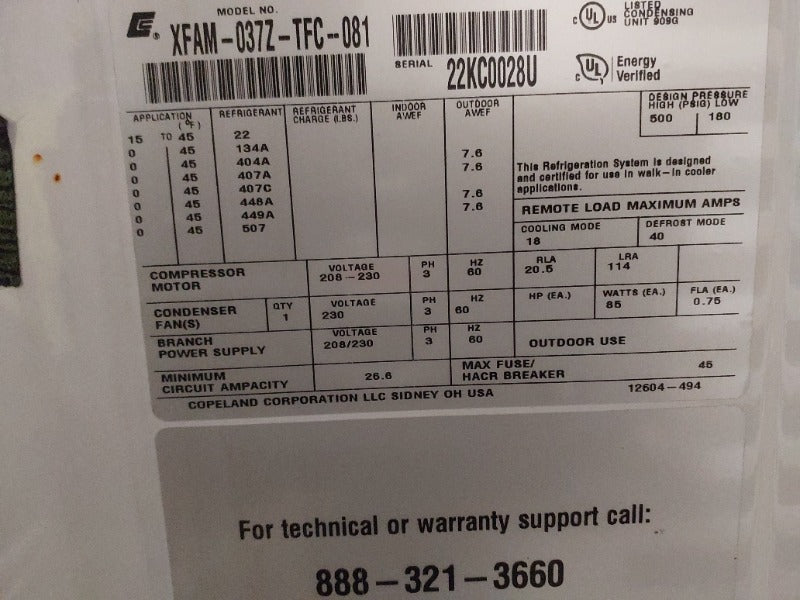 MODEL NO.
XFAM-037Z-TFC-081
SERIAL 22KC0028U
C UL US LISTED CONDENSING UNIT 909G
C UL Energy Verified
APPLICATION (°F) REFRIGERANT REFRIGERANT CHARGE (LBS.) INDOOR AWEF OUTDOOR AWEF
DESIGN PRESSURE
HIGH (PSIG) LOW
500 180
15 TO 45 22
0 45 134A 7.6
0 45 404A 7.6
0 45 407A
0 45 407C 7.6
0 45 448A 7.6
0 45 449A
0 45 507
This Refrigeration System is designed
and certified for use in walk-in cooler
applications.
REMOTE LOAD MAXIMUM AMPS
COOLING MODE DEFROST MODE
18 40
COMPRESSOR MOTOR VOLTAGE 208-230 PH 3 HZ 60 RLA 20.5 LRA 114
CONDENSER FAN(S) QTY 1 VOLTAGE 230 PH 3 HZ 60 HP (EA.) WATTS (EA.) 85 FLA (EA.) 0.75
BRANCH POWER SUPPLY VOLTAGE 208/230 PH 3 HZ 60 OUTDOOR USE
MINIMUM CIRCUIT AMPACITY 26.6 MAX FUSE/ HACR BREAKER 45
COPELAND CORPORATION LLC SIDNEY OH USA 12604-494
For technical or warranty support call:
888-321-3660